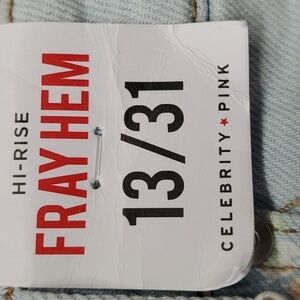 HI-RISE
FRAY HEM
13/31
CELEBRITY ★ PINK